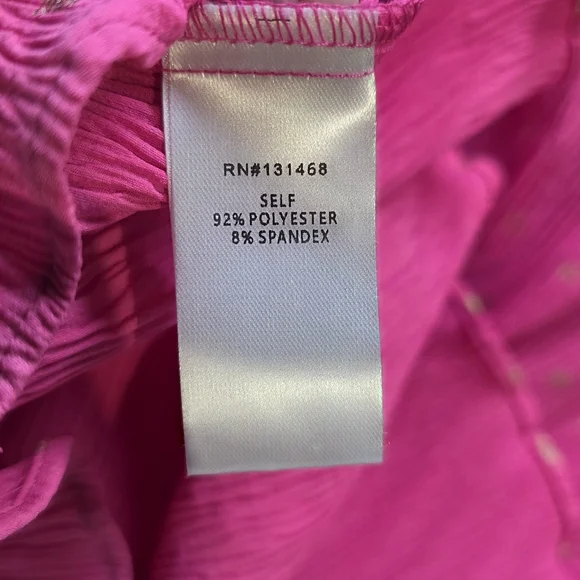 RN#131468
SELF
92% POLYESTER
8% SPANDEX